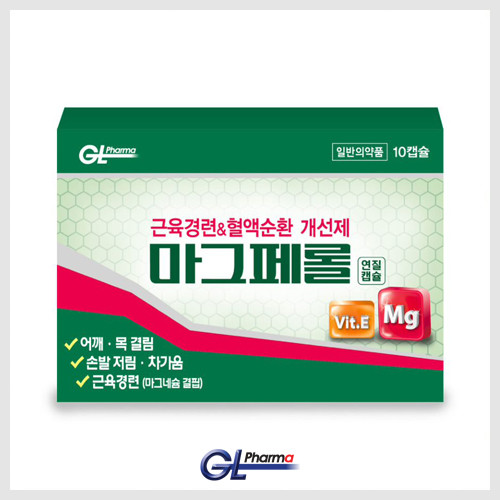 GL Pharma
일반의약품 10캡슐
근육경련&혈액순환 개선제
마그페롤 연질캡슐
Vit.E Mg
어깨·목 결림
손발 저림·차가움
근육경련 (마그네슘 결핍)
GL Pharma